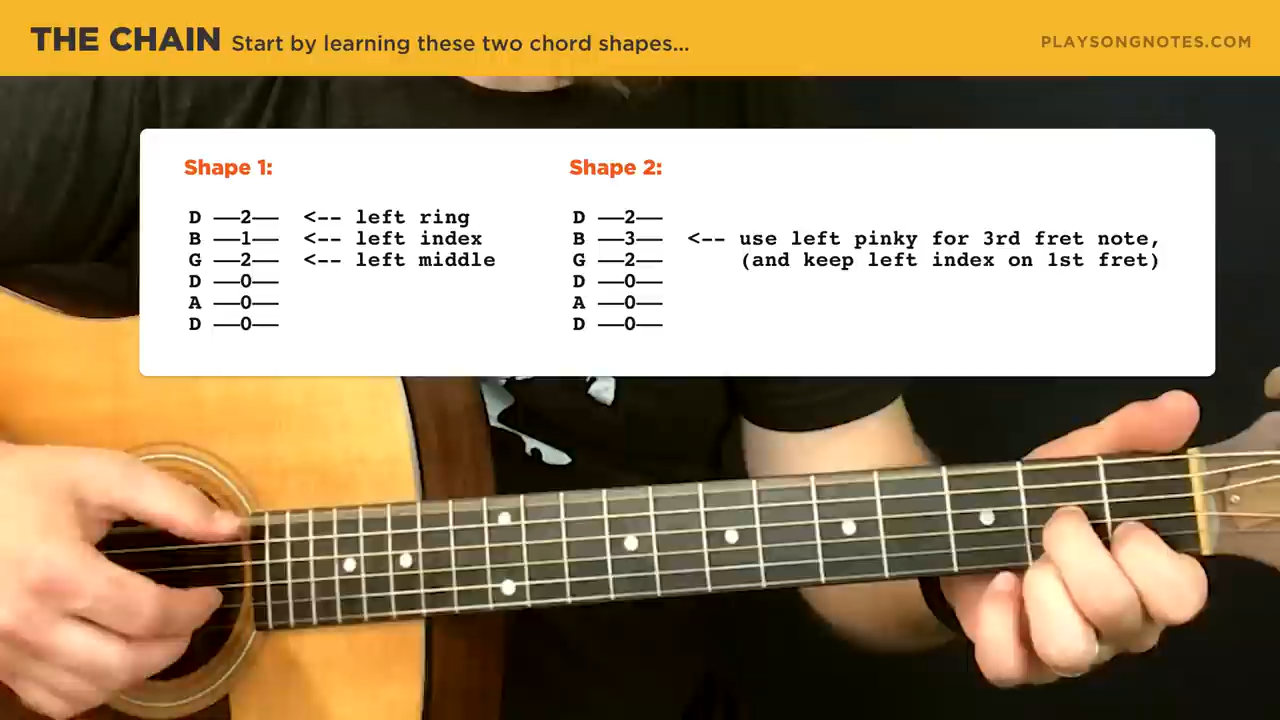 THE CHAIN Start by learning these two chord shapes...
PLAYSONGNOTES.COM
Shape 1:
D —2— <-- left ring
B —1— <-- left index
G —2— <-- left middle
D —0—
A —0—
D —0—
Shape 2:
D —2—
B —3— <-- use left pinky for 3rd fret note,
G —2— (and keep left index on 1st fret)
D —0—
A —0—
D —0—